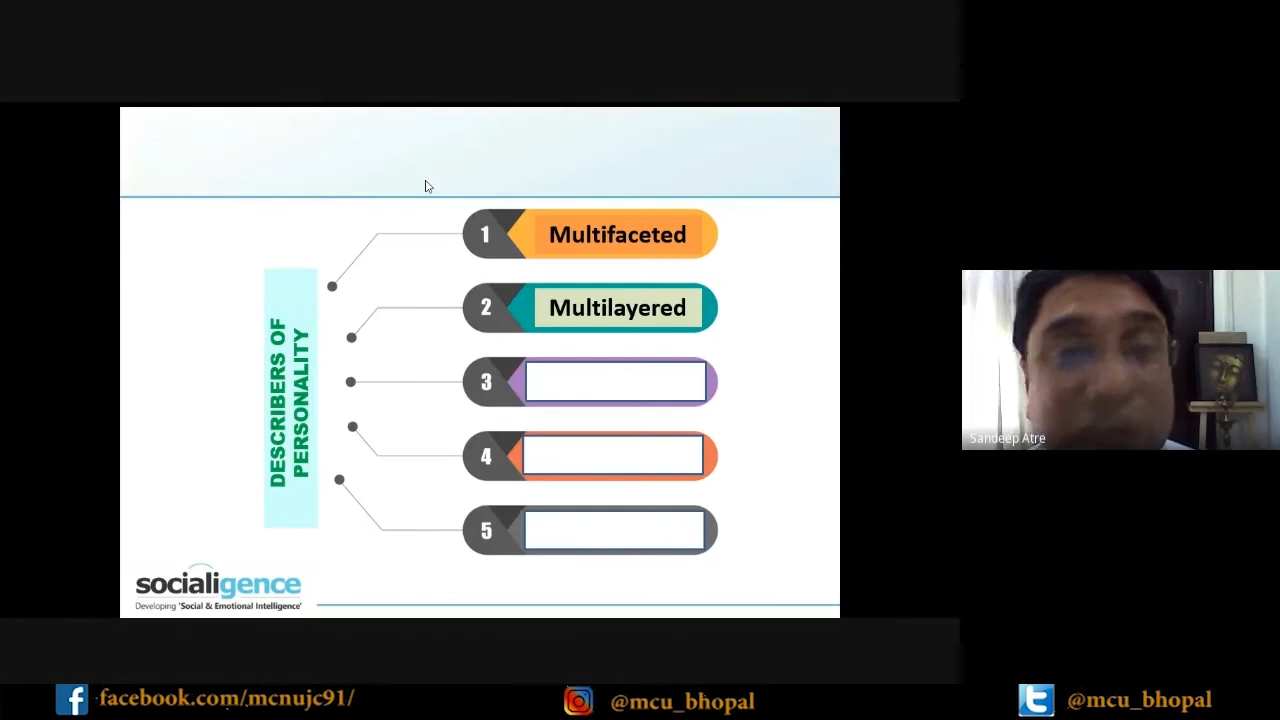 1 Multifaceted
2 Multilayered
DESCRIBERS OF
PERSONALITY
3
4
5
socialigence
Developing 'Social & Emotional Intelligence'
Sandeep Atre
facebook.com/mcnujc91/
@mcu_bhopal
@mcu_bhopal